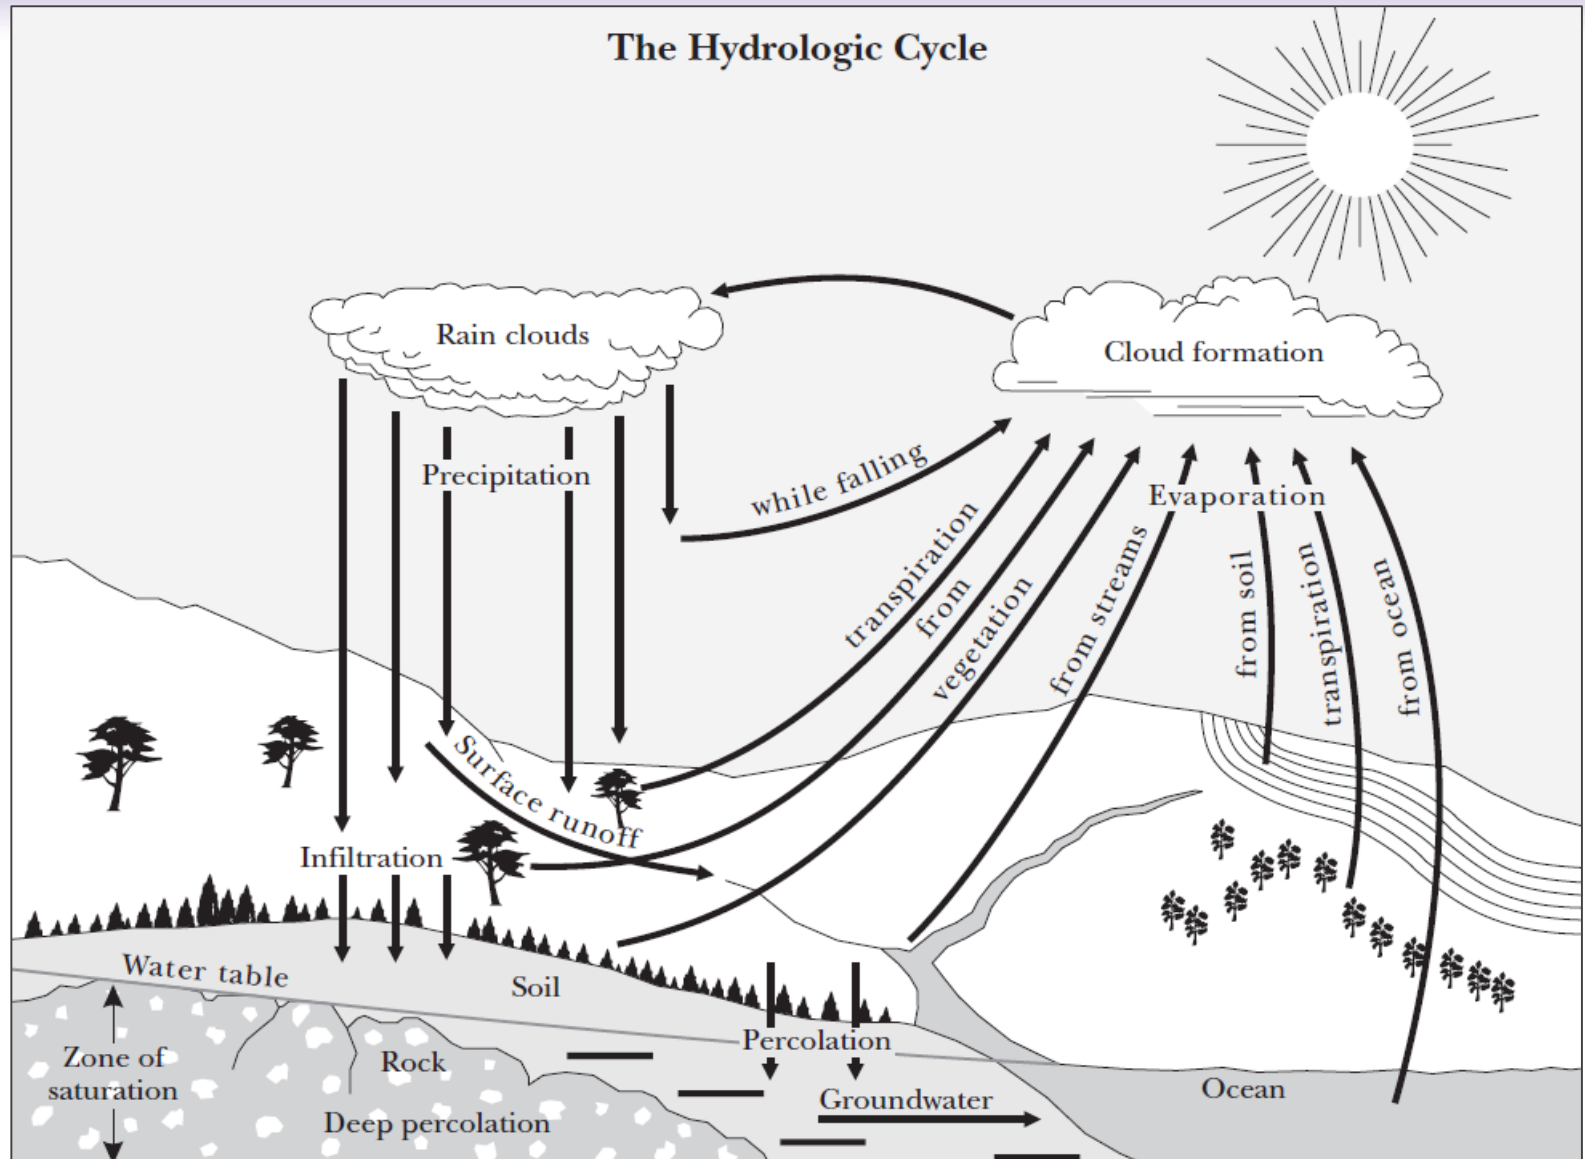 The Hydrologic Cycle
Rain clouds
Cloud formation
Precipitation
while falling
Evaporation
transpiration
from
vegetation
from streams
from soil
transpiration
from ocean
Surface runoff
Infiltration
Water table
Soil
Percolation
Zone of
saturation
Rock
Deep percolation
Groundwater
Ocean